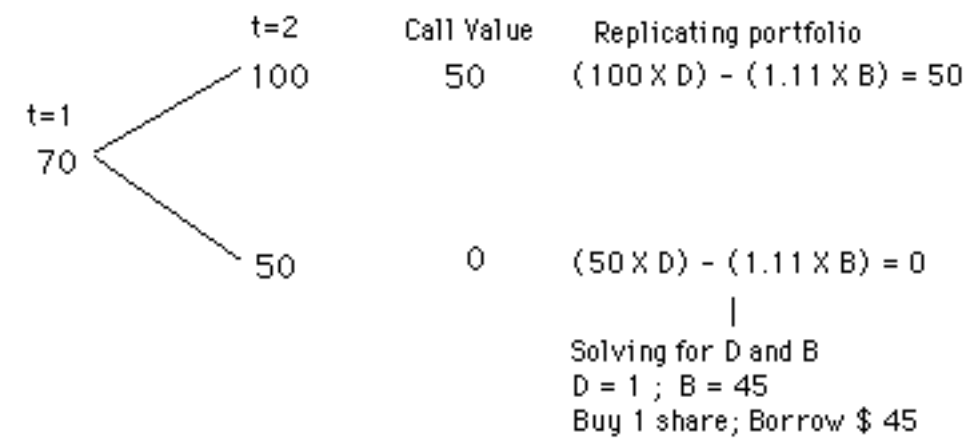 t=2 Call Value Replicating portfolio
100 50 (100 X D) - (1.11 X B) = 50
t=1
70
50 0 (50 X D) - (1.11 X B) = 0
Solving for D and B
D = 1 ; B = 45
Buy 1 share; Borrow $ 45